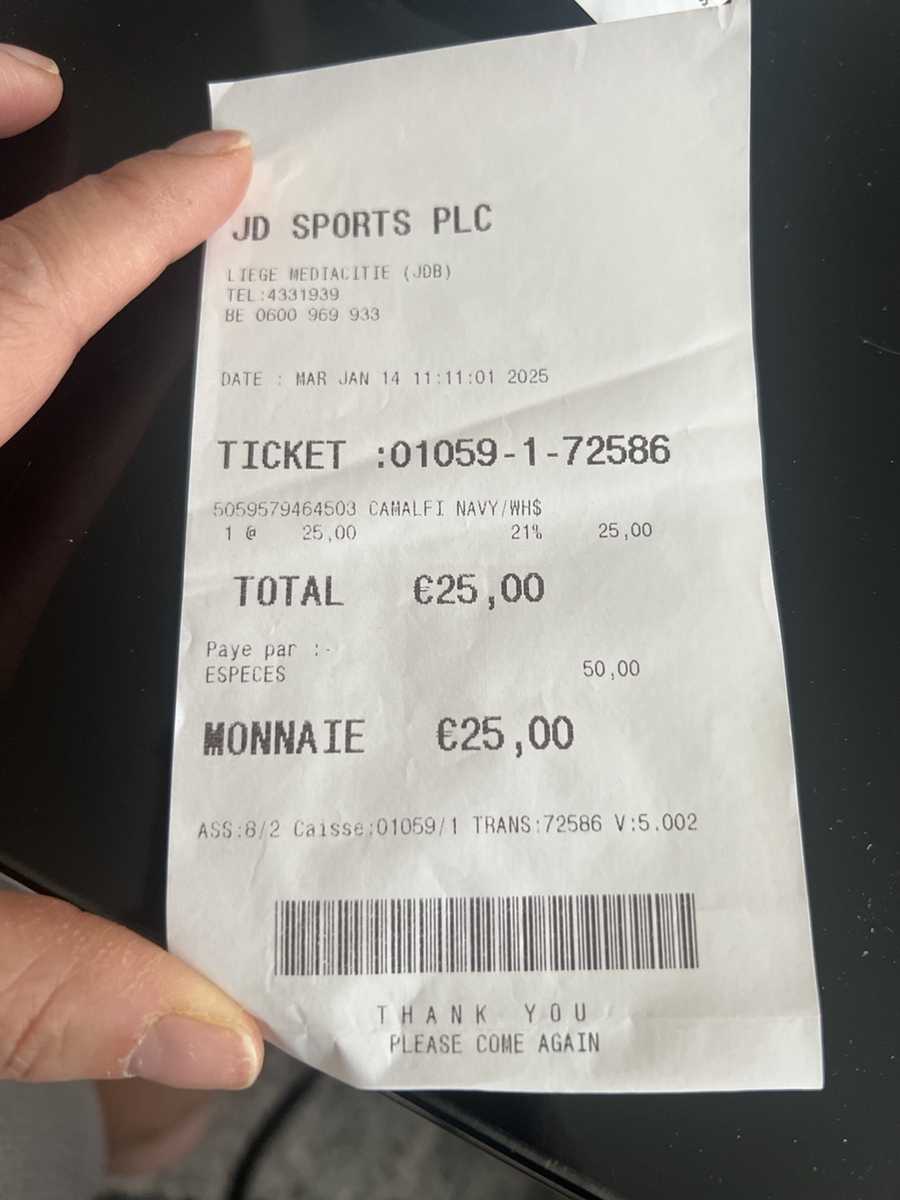 JD SPORTS PLC
LIEGE MEDIACITIE (JDB)
TEL:4331939
BE 0600 969 933
DATE : MAR JAN 14 11:11:01 2025
TICKET :01059-1-72586
5059579464503 CAMALFI NAVY/WH$
1 @ 25,00 21% 25,00
TOTAL €25,00
Paye par :-
ESPECES 50,00
MONNAIE €25,00
ASS:8/2 Caisse:01059/1 TRANS:72586 V:5.002
THANK YOU
PLEASE COME AGAIN